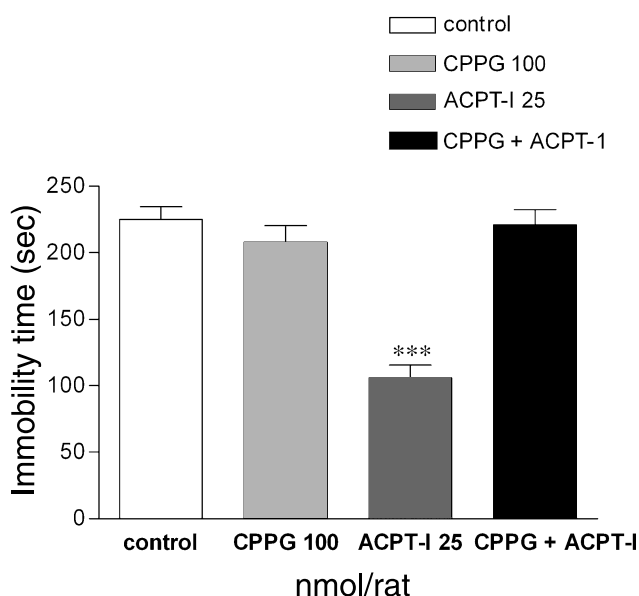 control
CPPG 100
ACPT-I 25
CPPG + ACPT-1
Immobility time (sec)
250
200
150
100
50
0
***
control CPPG 100 ACPT-I 25 CPPG + ACPT-I
nmol/rat